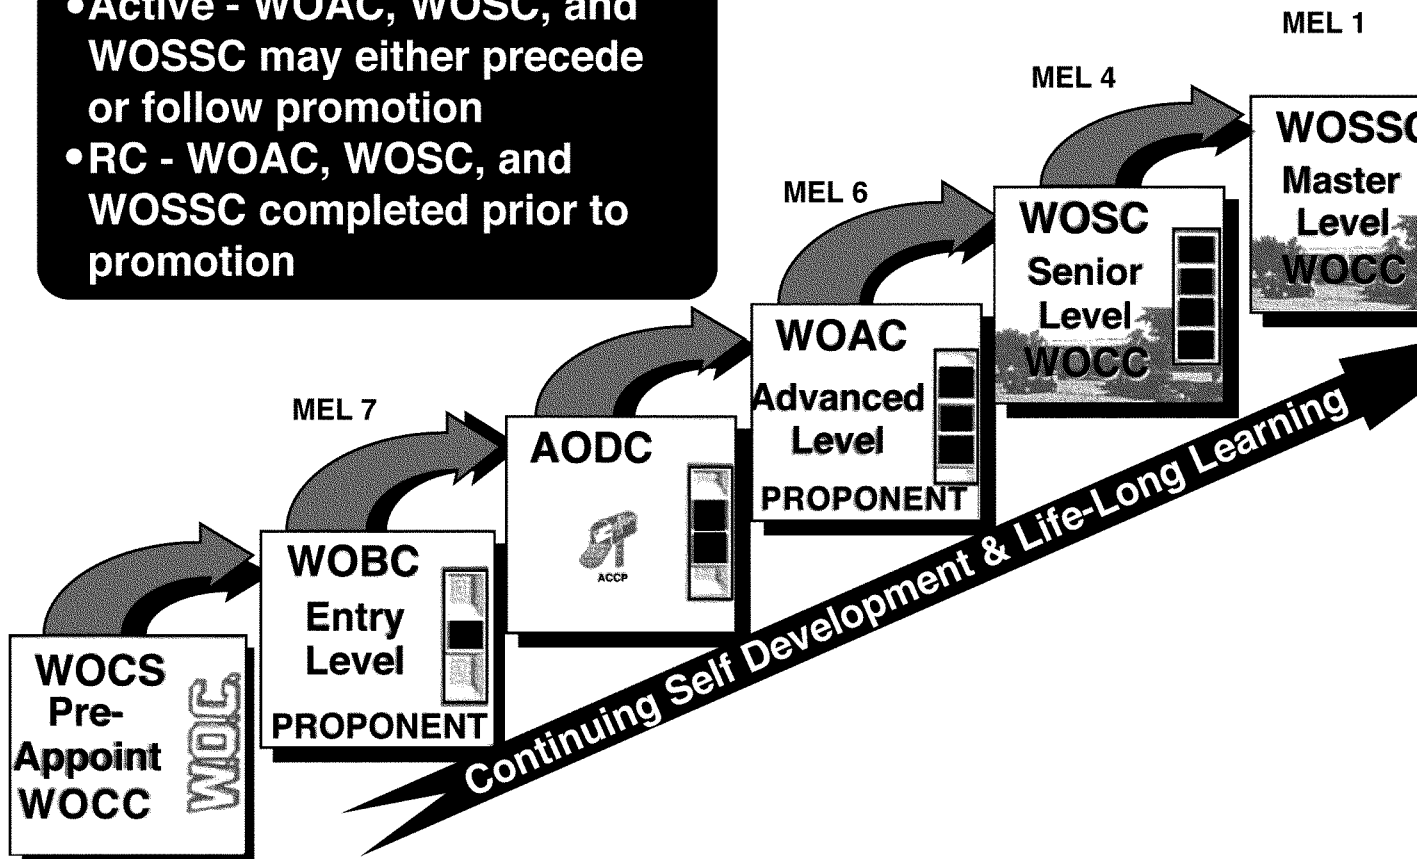 •Active - WOAC, WOSC, and
WOSSC may either precede
or follow promotion
•RC - WOAC, WOSC, and
WOSSC completed prior to
promotion
MEL 1
MEL 4
MEL 6
MEL 7
WOCS
Pre-
Appoint
WOCC
W.O.C.
WOBC
Entry
Level
PROPONENT
AODC
ACCP
WOAC
Advanced
Level
PROPONENT
WOSC
Senior
Level
WOCC
WOSSC
Master
Level
WOCC
Continuing Self Development & Life-Long Learning